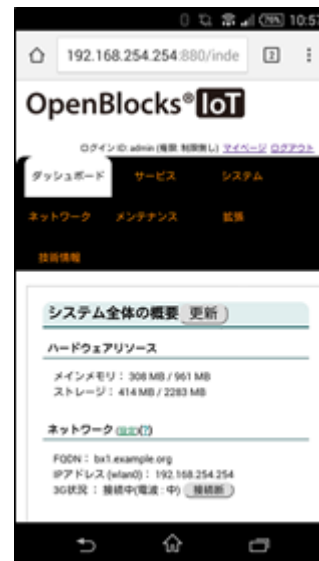 76% 10:57
192.168.254.254:880/inde 2
OpenBlocks® IoT
ログインID: admin (権限: 制限無し) マイページ ログアウト
ダッシュボード サービス システム
ネットワーク メンテナンス 拡張
技術情報
システム全体の概要 更新
ハードウェアリソース
メインメモリ： 308 MB / 961 MB
ストレージ： 414 MB / 2283 MB
ネットワーク (設定)(?)
FQDN： bx1.example.org
IPアドレス (wlan0)： 192.168.254.254
3G状況： 接続中(電波 : 中) 接続断